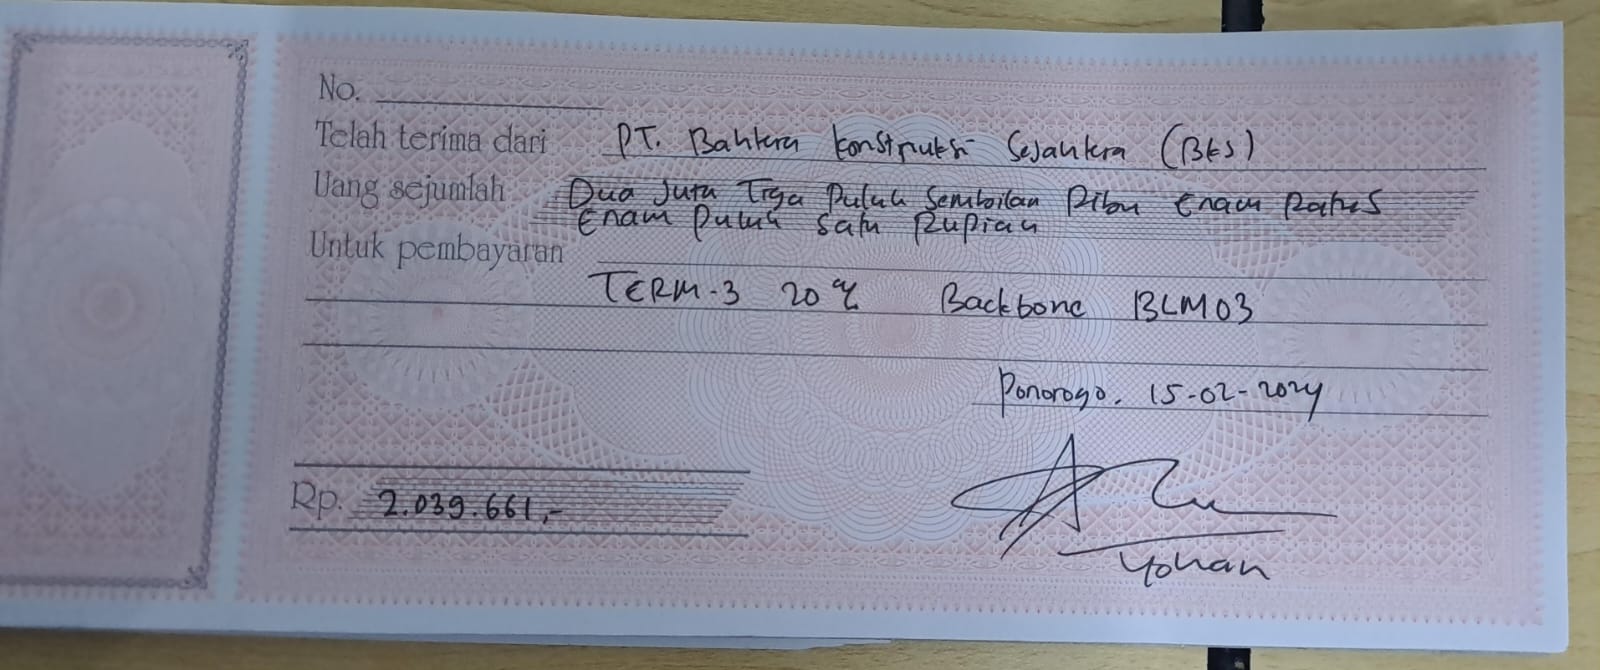 No.
Telah terima dari PT. Bahtera Konstruksi Sejahtera (BKS)
Uang sejumlah Dua Juta Tiga Puluh Sembilan Ribu Enam Ratus
Enam Puluh Satu Rupiah
Untuk pembayaran
TERM-3 20% Backbone BLM03
Ponorogo, 15-02-2024
Rp. 2.039.661,-
Yohan